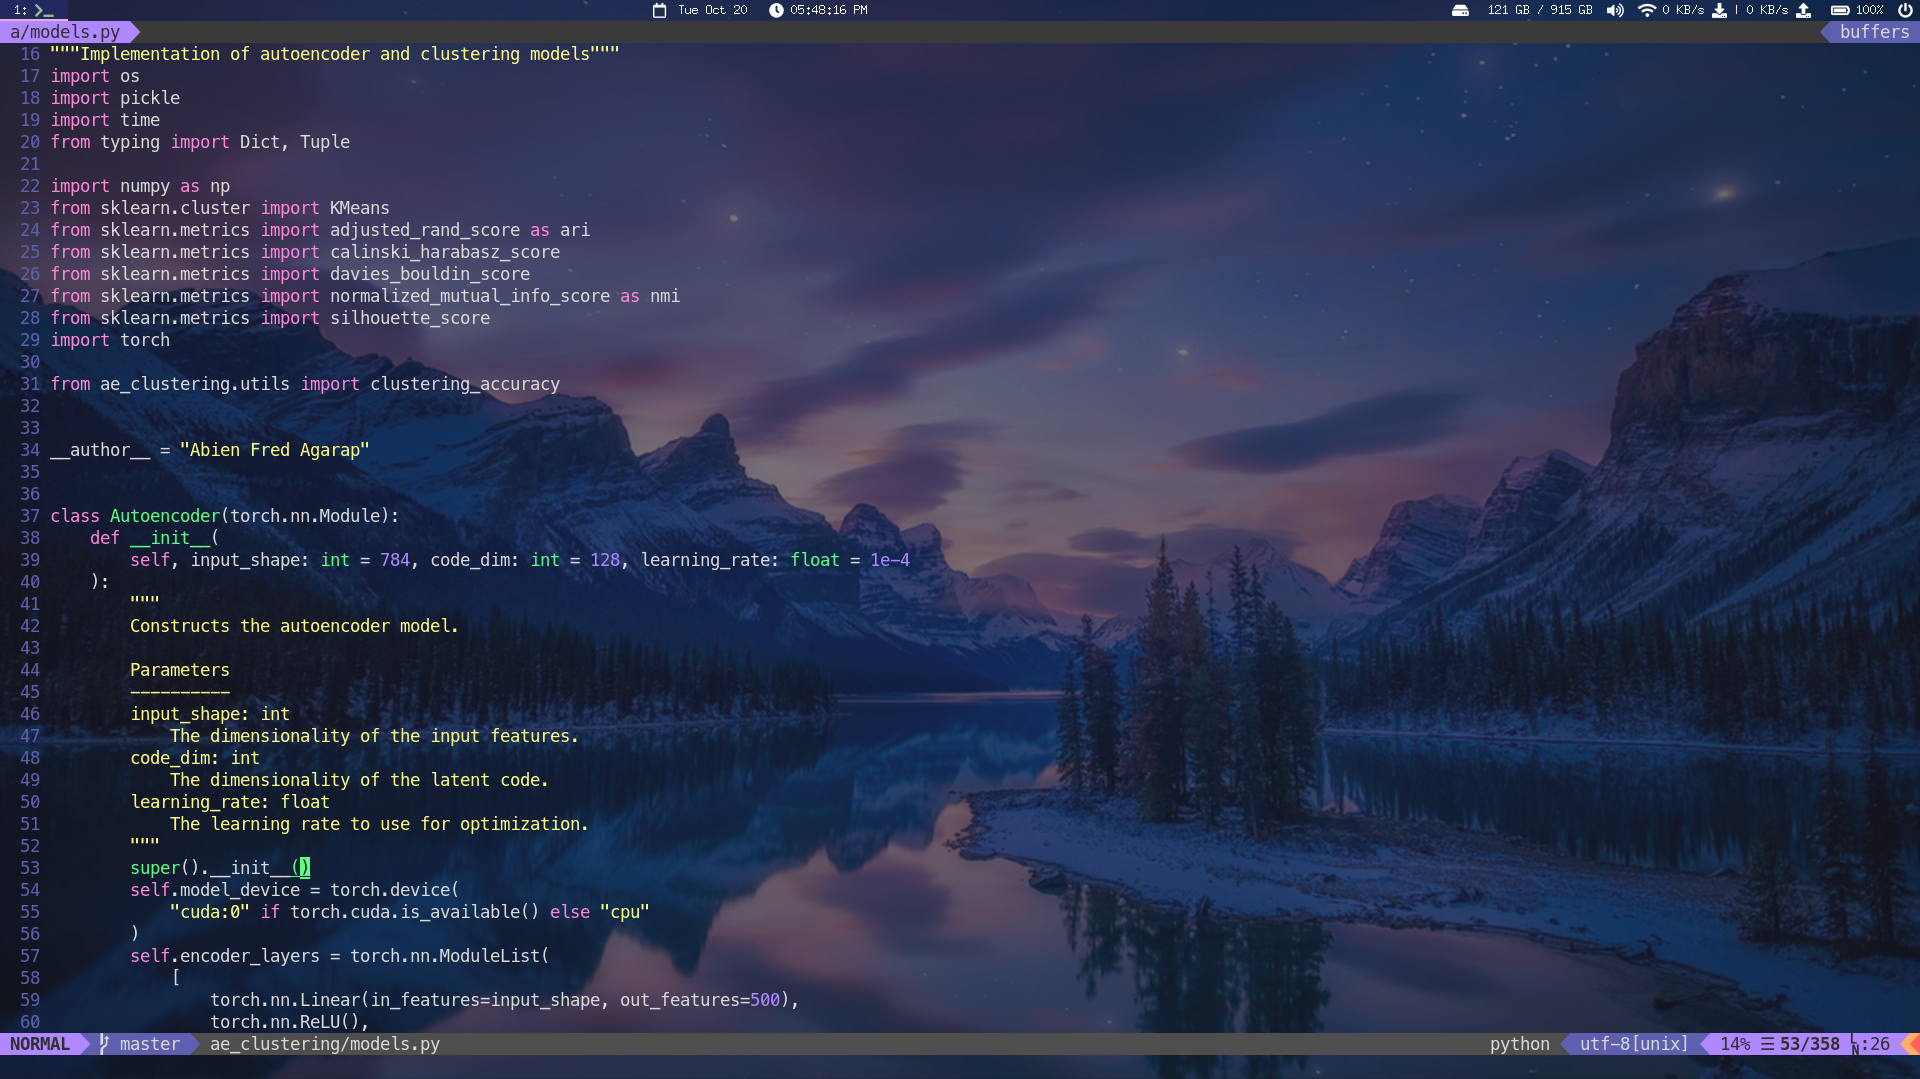 1: >_ Tue Oct 20 05:48:16 PM 121 GB / 915 GB 0 KB/s | 0 KB/s 100%
a/models.py buffers
16 """Implementation of autoencoder and clustering models"""
17 import os
18 import pickle
19 import time
20 from typing import Dict, Tuple
21
22 import numpy as np
23 from sklearn.cluster import KMeans
24 from sklearn.metrics import adjusted_rand_score as ari
25 from sklearn.metrics import calinski_harabasz_score
26 from sklearn.metrics import davies_bouldin_score
27 from sklearn.metrics import normalized_mutual_info_score as nmi
28 from sklearn.metrics import silhouette_score
29 import torch
30
31 from ae_clustering.utils import clustering_accuracy
32
33
34 __author__ = "Abien Fred Agarap"
35
36
37 class Autoencoder(torch.nn.Module):
38     def __init__(
39         self, input_shape: int = 784, code_dim: int = 128, learning_rate: float = 1e-4
40     ):
41         """
42         Constructs the autoencoder model.
43
44         Parameters
45         ----------
46         input_shape: int
47             The dimensionality of the input features.
48         code_dim: int
49             The dimensionality of the latent code.
50         learning_rate: float
51             The learning rate to use for optimization.
52         """
53         super().__init__()
54         self.model_device = torch.device(
55             "cuda:0" if torch.cuda.is_available() else "cpu"
56         )
57         self.encoder_layers = torch.nn.ModuleList(
58             [
59                 torch.nn.Linear(in_features=input_shape, out_features=500),
60                 torch.nn.ReLU(),
NORMAL master ae_clustering/models.py python utf-8[unix] 14% ☰ 53/358 LN:26